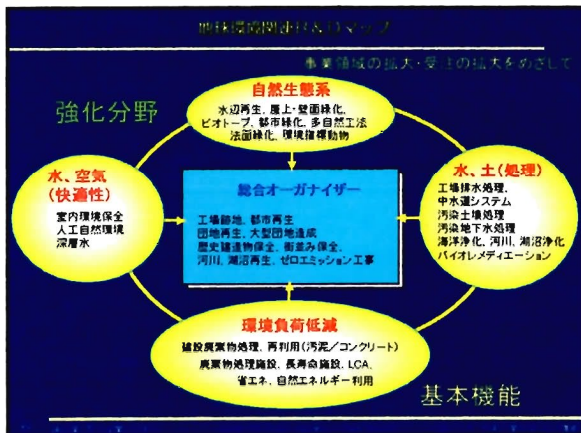 地球環境関連R&Dマップ
事業領域の拡大・受注の拡大をめざして
強化分野
自然生態系
水辺再生、屋上・壁面緑化、
ビオトープ、都市緑化、多自然工法
法面緑化、環境指標動物
水、空気
(快適性)
室内環境保全
人工自然環境
深層水
総合オーガナイザー
工場跡地、都市再生
団地再生、大型団地造成
歴史建造物保全、街並み保全、
河川、湖沼再生、ゼロエミッション工事
水、土(処理)
工場排水処理、
中水道システム
汚染土壌処理
汚染地下水処理
海洋浄化、河川、湖沼浄化
バイオレメディエーション
環境負荷低減
建設廃棄物処理、再利用(汚泥/コンクリート)
廃棄物処理施設、長寿命施設、LCA、
省エネ、自然エネルギー利用
基本機能